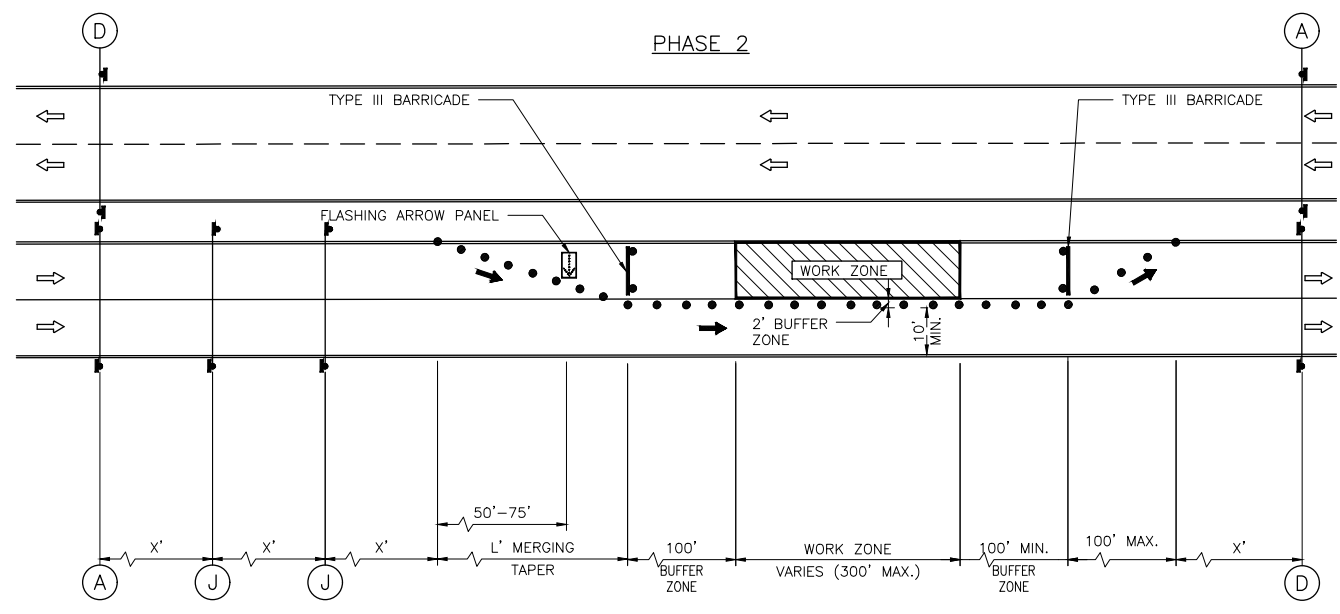 D
A
PHASE 2
TYPE III BARRICADE
TYPE III BARRICADE
FLASHING ARROW PANEL
WORK ZONE
2' BUFFER
ZONE
10'
MIN.
50'-75'
X'
X'
X'
L' MERGING
TAPER
100'
BUFFER
ZONE
WORK ZONE
VARIES (300' MAX.)
100' MIN.
BUFFER
ZONE
100' MAX.
X'
A
J
J
D